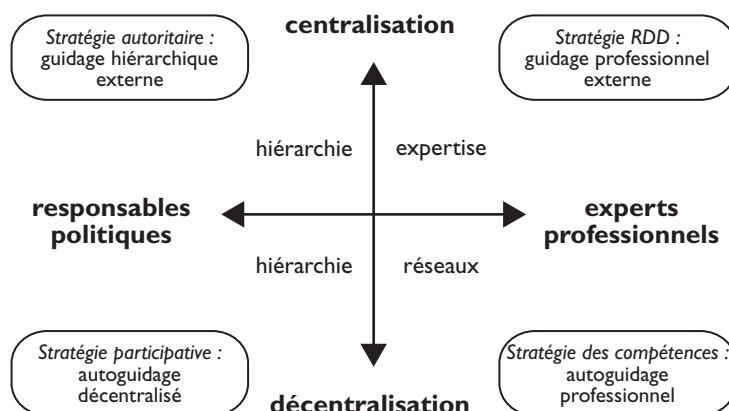 Stratégie autoritaire :
guidage hiérarchique
externe
centralisation
Stratégie RDD :
guidage professionnel
externe
hiérarchie
expertise
responsables
politiques
experts
professionnels
hiérarchie
réseaux
Stratégie participative :
autoguidage
décentralisé
décentralisation
Stratégie des compétences :
autoguidage
professionnel